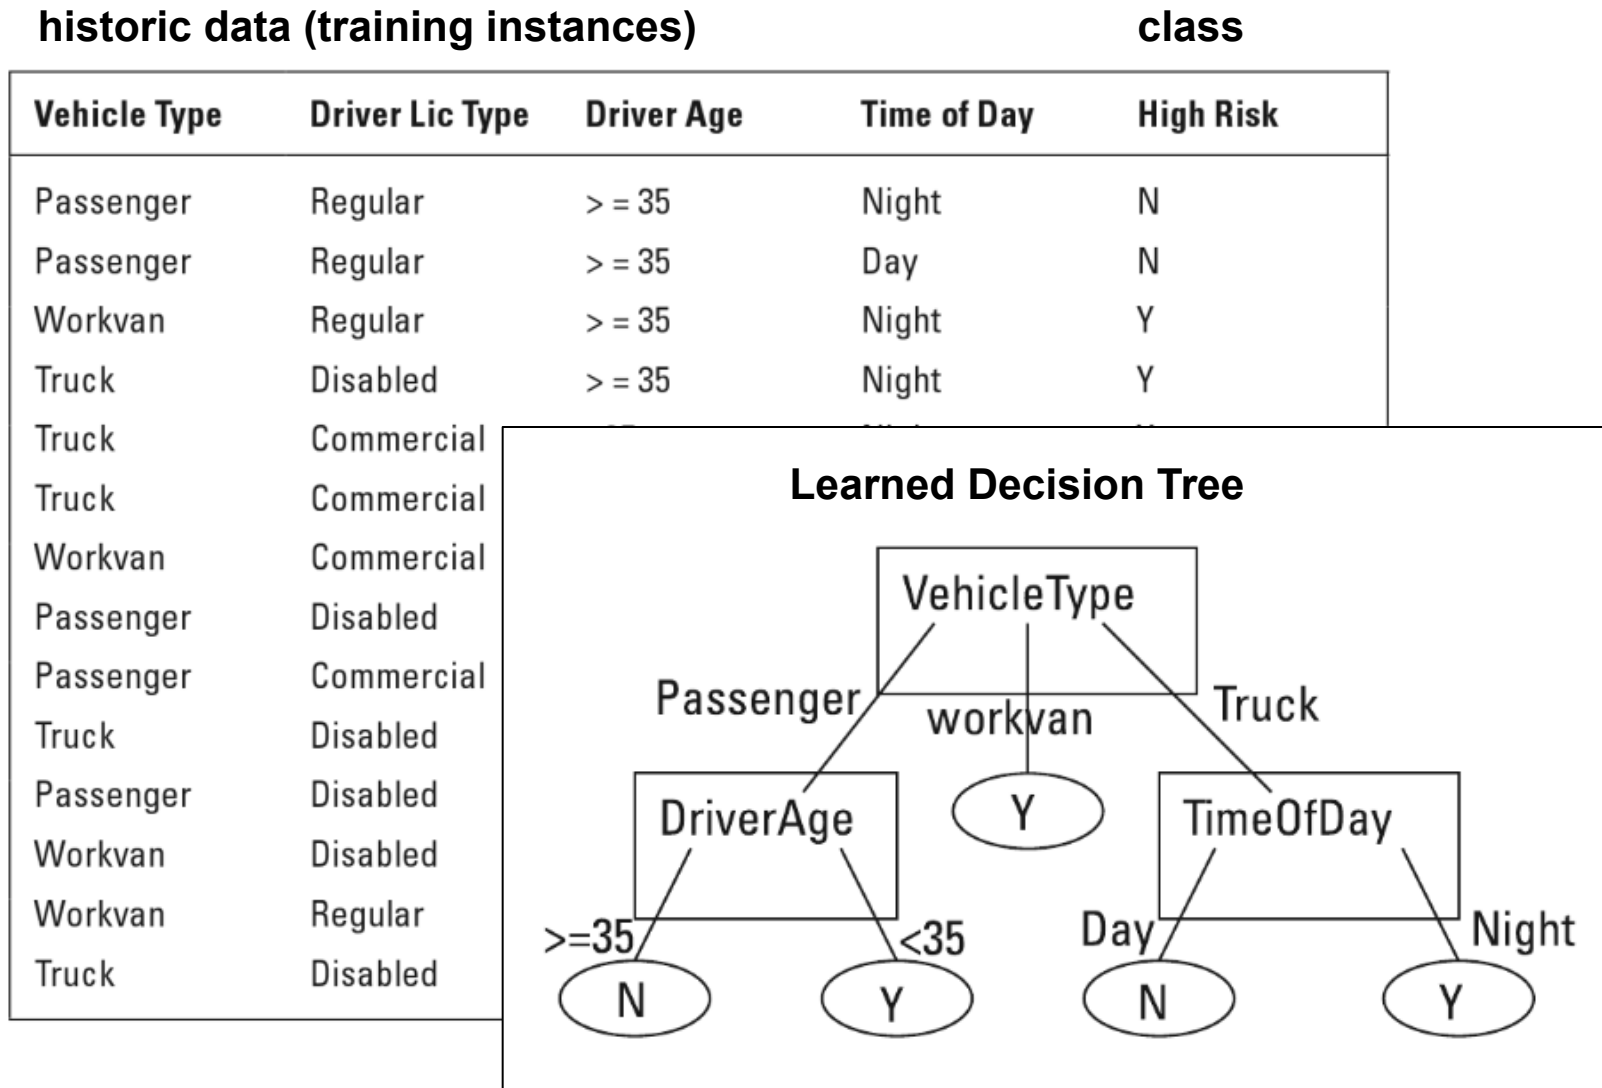 historic data (training instances) class
Vehicle Type Driver Lic Type Driver Age Time of Day High Risk
Passenger Regular > = 35 Night N
Passenger Regular > = 35 Day N
Workvan Regular > = 35 Night Y
Truck Disabled > = 35 Night Y
Truck Commercial
Truck Commercial
Workvan Commercial
Passenger Disabled
Passenger Commercial
Truck Disabled
Passenger Disabled
Workvan Disabled
Workvan Regular
Truck Disabled
Learned Decision Tree
VehicleType
Passenger workvan Truck
DriverAge Y TimeOfDay
>=35 <35 Day Night
N Y N Y